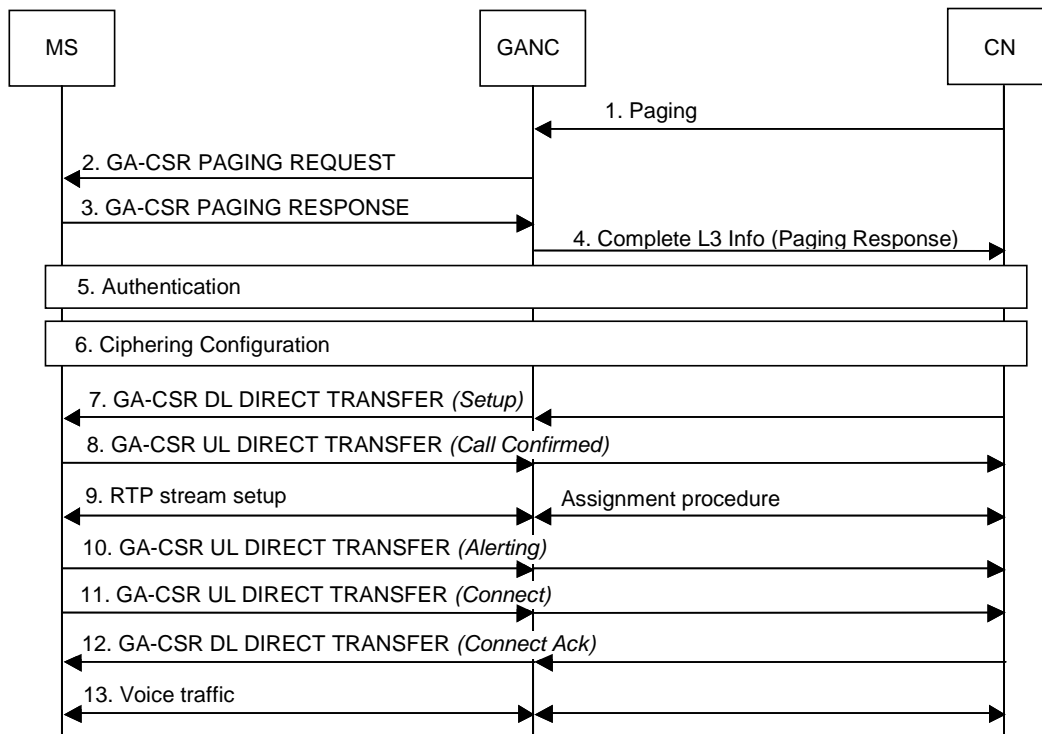 MS
GANC
CN
1. Paging
2. GA-CSR PAGING REQUEST
3. GA-CSR PAGING RESPONSE
4. Complete L3 Info (Paging Response)
5. Authentication
6. Ciphering Configuration
7. GA-CSR DL DIRECT TRANSFER (Setup)
8. GA-CSR UL DIRECT TRANSFER (Call Confirmed)
9. RTP stream setup
Assignment procedure
10. GA-CSR UL DIRECT TRANSFER (Alerting)
11. GA-CSR UL DIRECT TRANSFER (Connect)
12. GA-CSR DL DIRECT TRANSFER (Connect Ack)
13. Voice traffic